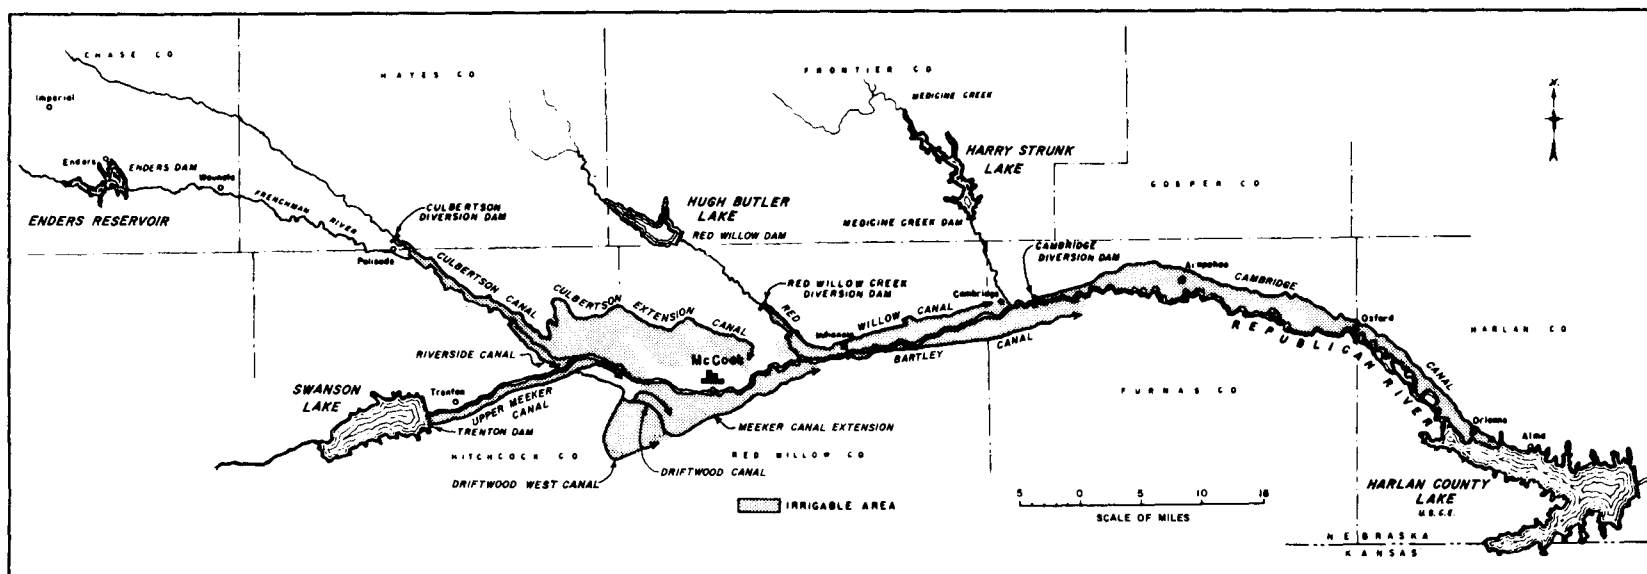 CHASE CO
HAYES CO
FRONTIER CO
MEDICINE CREEK
N.
Imperial
HARRY STRUNK
LAKE
Enders
ENDERS DAM
Wauneta
GOSPER CO
ENDERS RESERVOIR
FRENCHMAN RIVER
CULBERTSON
DIVERSION DAM
HUGH BUTLER
LAKE
RED WILLOW DAM
MEDICINE CREEK DAM
Palisade
CAMBRIDGE
DIVERSION DAM
Arapahoe
CULBERTSON CANAL
CULBERTSON EXTENSION CANAL
RED WILLOW CREEK
DIVERSION DAM
Cambridge
CAMBRIDGE CANAL
RED WILLOW CANAL
Indianola
Oxford
HARLAN CO
REPUBLICAN RIVER
RIVERSIDE CANAL
McCook
BARTLEY CANAL
SWANSON
LAKE
Trenton
UPPER MEEKER
CANAL
TRENTON DAM
FURNAS CO
MEEKER CANAL EXTENSION
Orleans
Alma
HITCHCOCK CO
RED WILLOW CO
DRIFTWOOD CANAL
DRIFTWOOD WEST CANAL
HARLAN COUNTY
LAKE
IRRIGABLE AREA
5 0 5 10 15
SCALE OF MILES
NEBRASKA
KANSAS